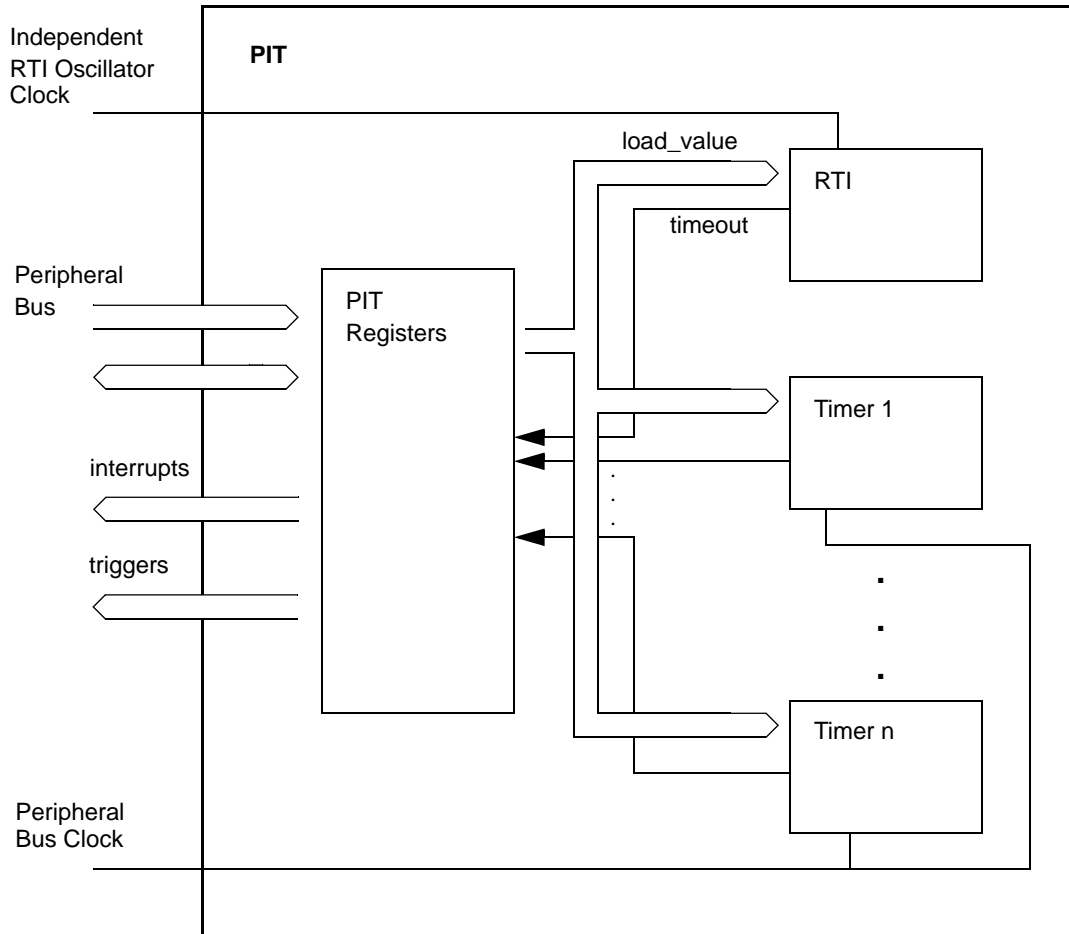 Independent
RTI Oscillator
Clock
PIT
load_value
RTI
timeout
Peripheral
Bus
PIT
Registers
Timer 1
interrupts
triggers
Timer n
Peripheral
Bus Clock